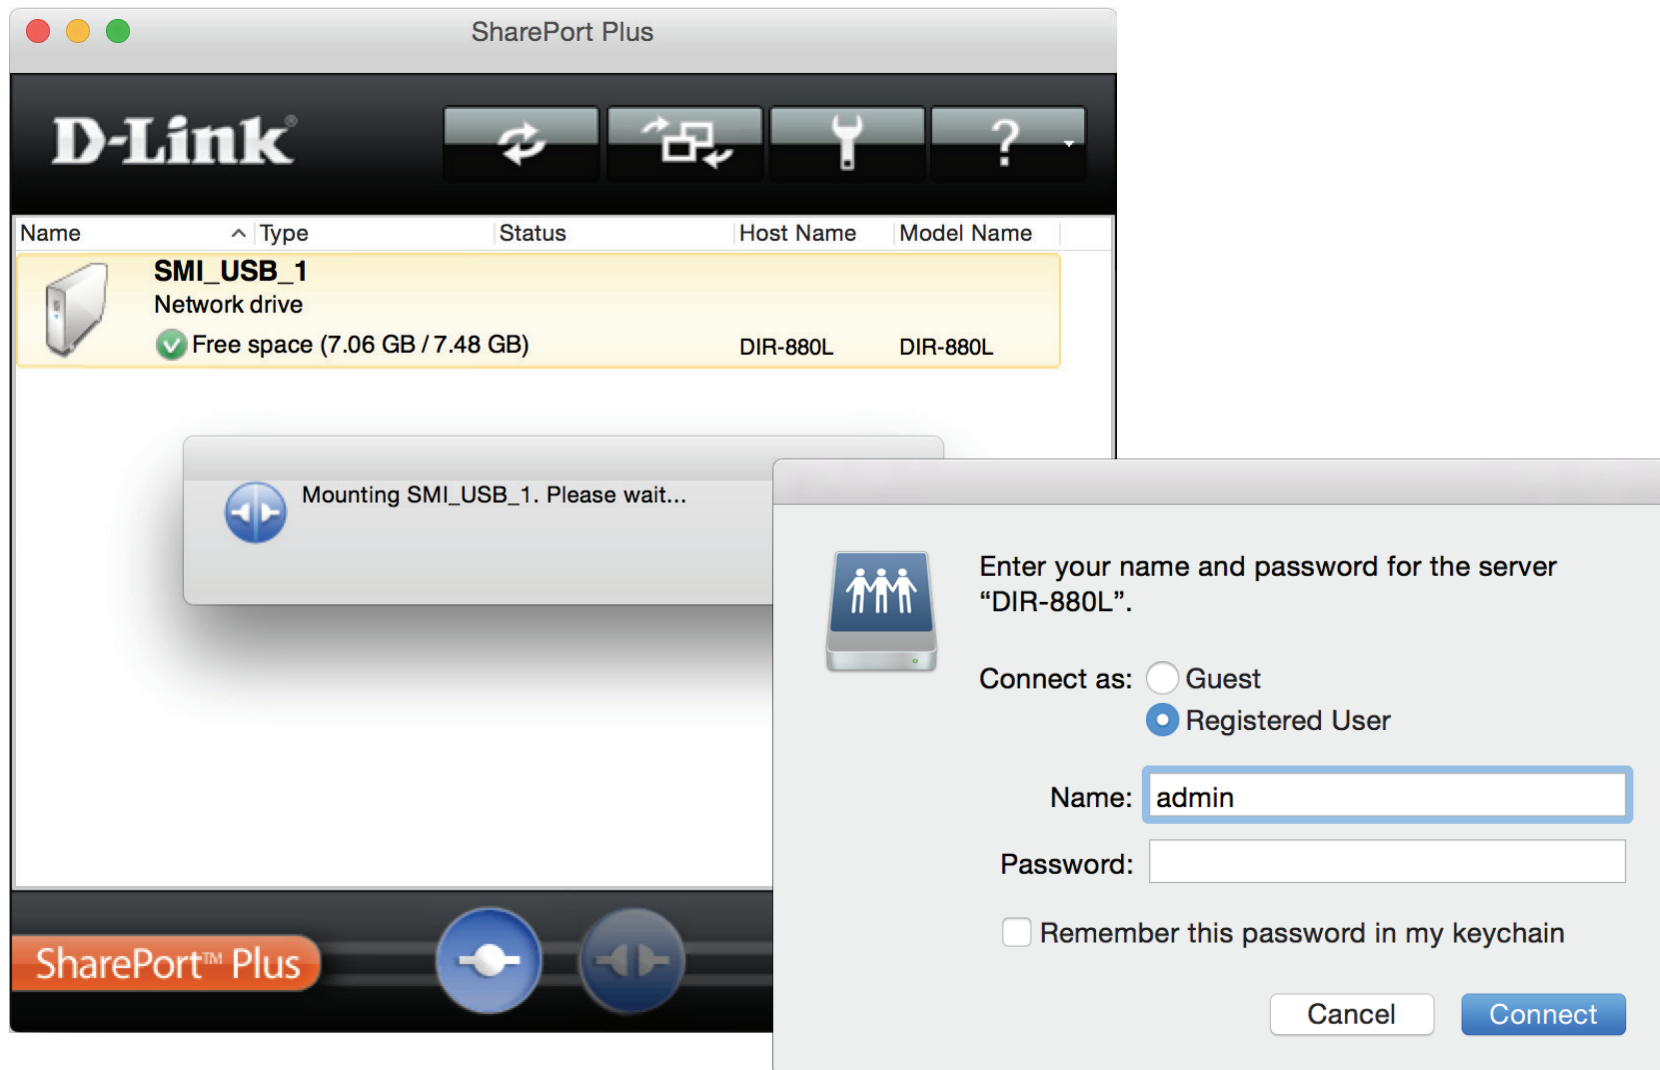 SharePort Plus
D-Link®
?
Name Type Status Host Name Model Name
SMI_USB_1
Network drive
Free space (7.06 GB / 7.48 GB) DIR-880L DIR-880L
Mounting SMI_USB_1. Please wait...
Enter your name and password for the server
“DIR-880L”.
Connect as: Guest
Registered User
Name: admin
Password:
Remember this password in my keychain
Cancel Connect
SharePort™ Plus